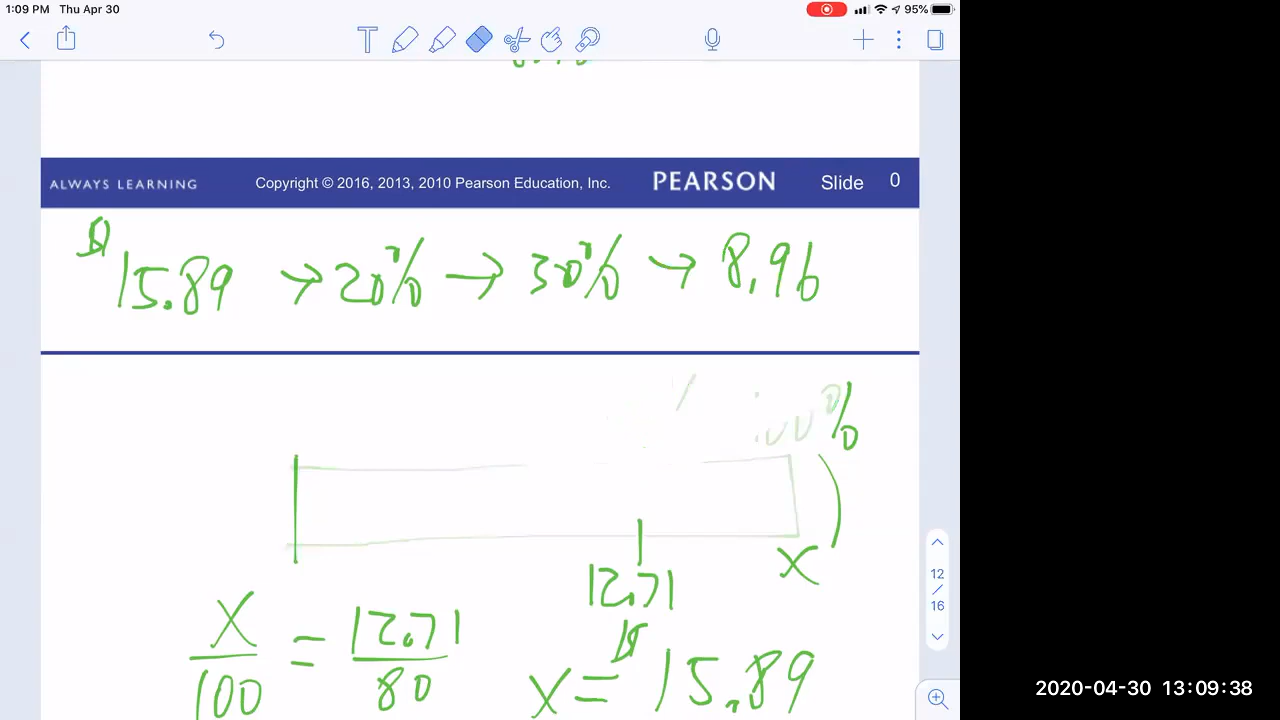 1:09 PM Thu Apr 30 95%
ALWAYS LEARNING Copyright © 2016, 2013, 2010 Pearson Education, Inc. PEARSON Slide 0
$15.89 → 20% → 30% → 8.96
100%
12.71 X
12
/
16
X/100 = 12.71/80
X = $15.89
2020-04-30 13:09:38